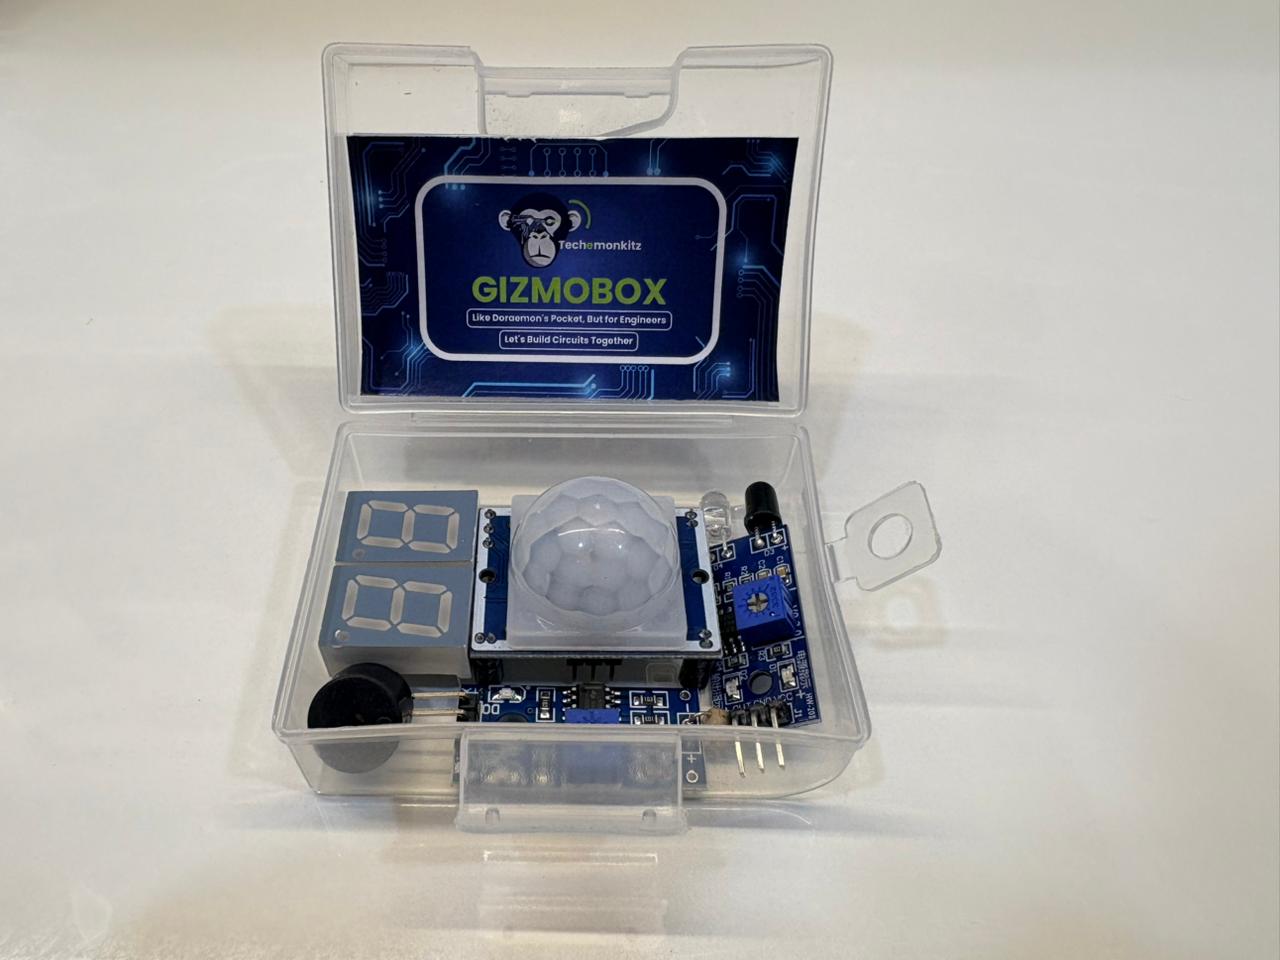 Techemonkitz
GIZMOBOX
Like Doraemon's Pocket, But for Engineers
Let's Build Circuits Together